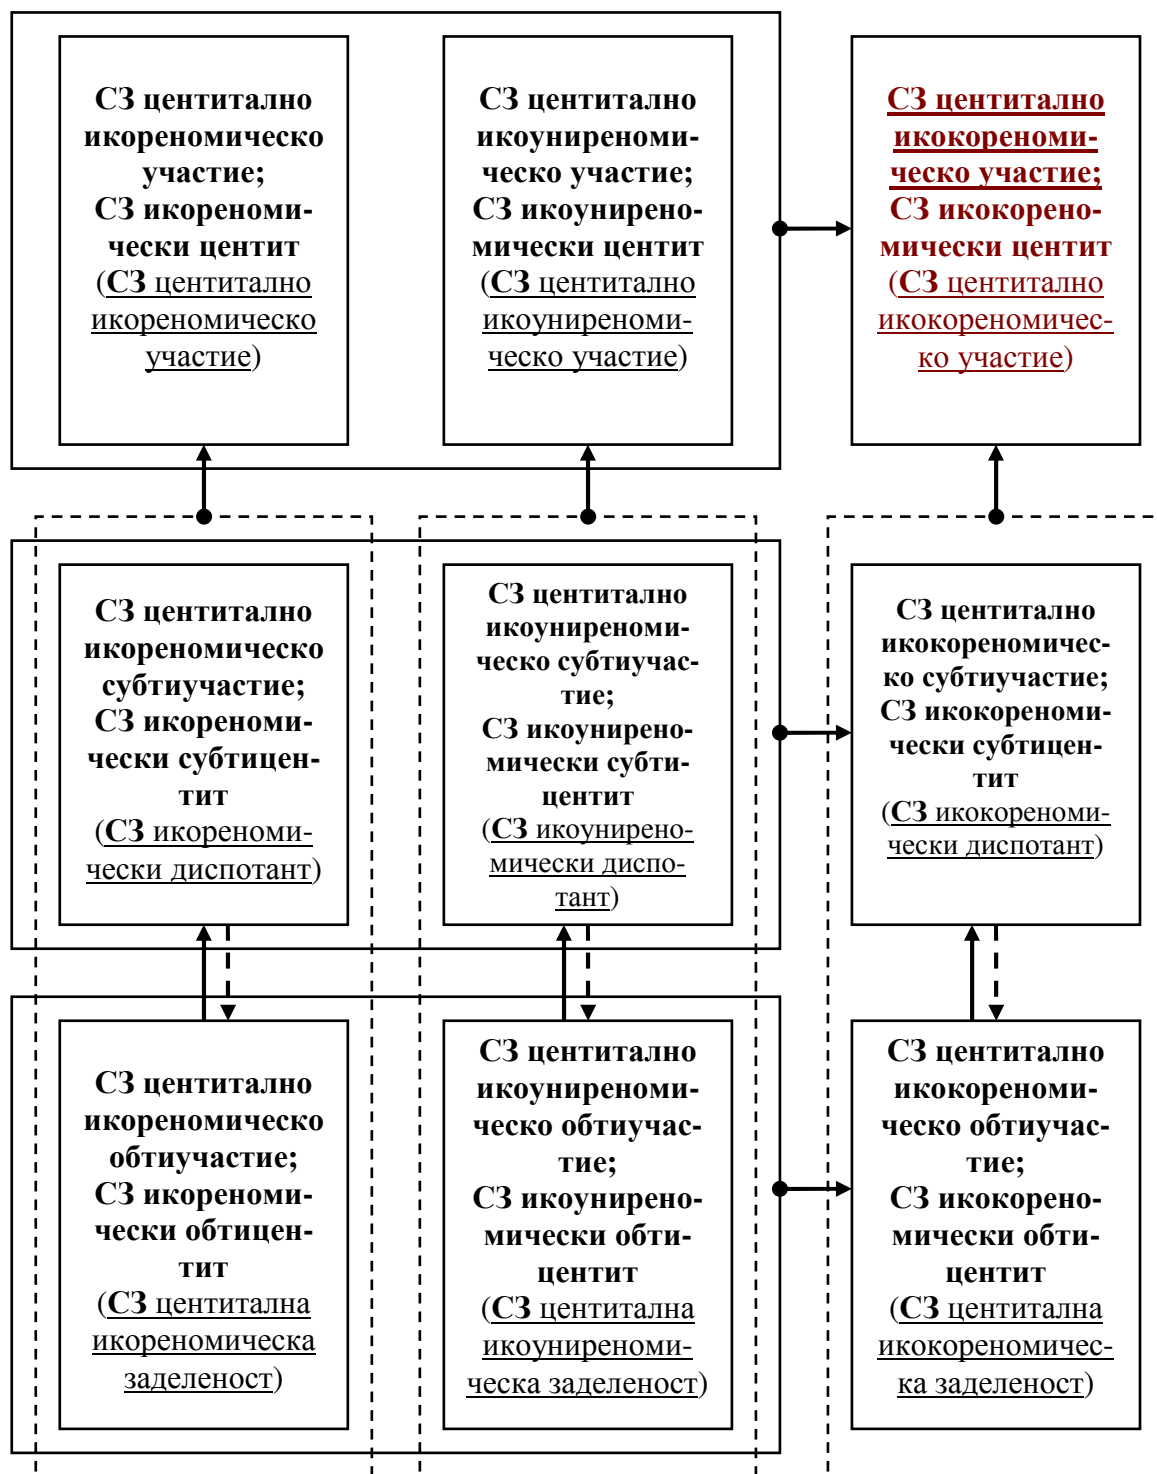 СЗ центитално
икореномическо
участие;
СЗ икореноми-
чески центит
(СЗ центитално
икореномическо
участие)
СЗ центитално
икоуниреноми-
ческо участие;
СЗ икоунирено-
мически центит
(СЗ центитално
икоуниреноми-
ческо участие)
СЗ центитално
икокореноми-
ческо участие;
СЗ икокорено-
мически центит
(СЗ центитално
икокореномичес-
ко участие)
СЗ центитално
икореномическо
субтиучастие;
СЗ икореноми-
чески субтицен-
тит
(СЗ икореноми-
чески диспотант)
СЗ центитално
икоуниреноми-
ческо субтиучас-
тие;
СЗ икоунирено-
мически субти-
центит
(СЗ икоунирено-
мически диспо-
тант)
СЗ центитално
икокореномичес-
ко субтиучастие;
СЗ икокореноми-
чески субтицен-
тит
(СЗ икокореноми-
чески диспотант)
СЗ центитално
икореномическо
обтиучастие;
СЗ икореноми-
чески обтицен-
тит
(СЗ центитална
икореномическа
заделеност)
СЗ центитално
икоуниреноми-
ческо обтиучас-
тие;
СЗ икоунирено-
мически обти-
центит
(СЗ центитална
икоуниреноми-
ческа заделеност)
СЗ центитално
икокореноми-
ческо обтиучас-
тие;
СЗ икокорено-
мически обти-
центит
(СЗ центитална
икокореномичес-
ка заделеност)